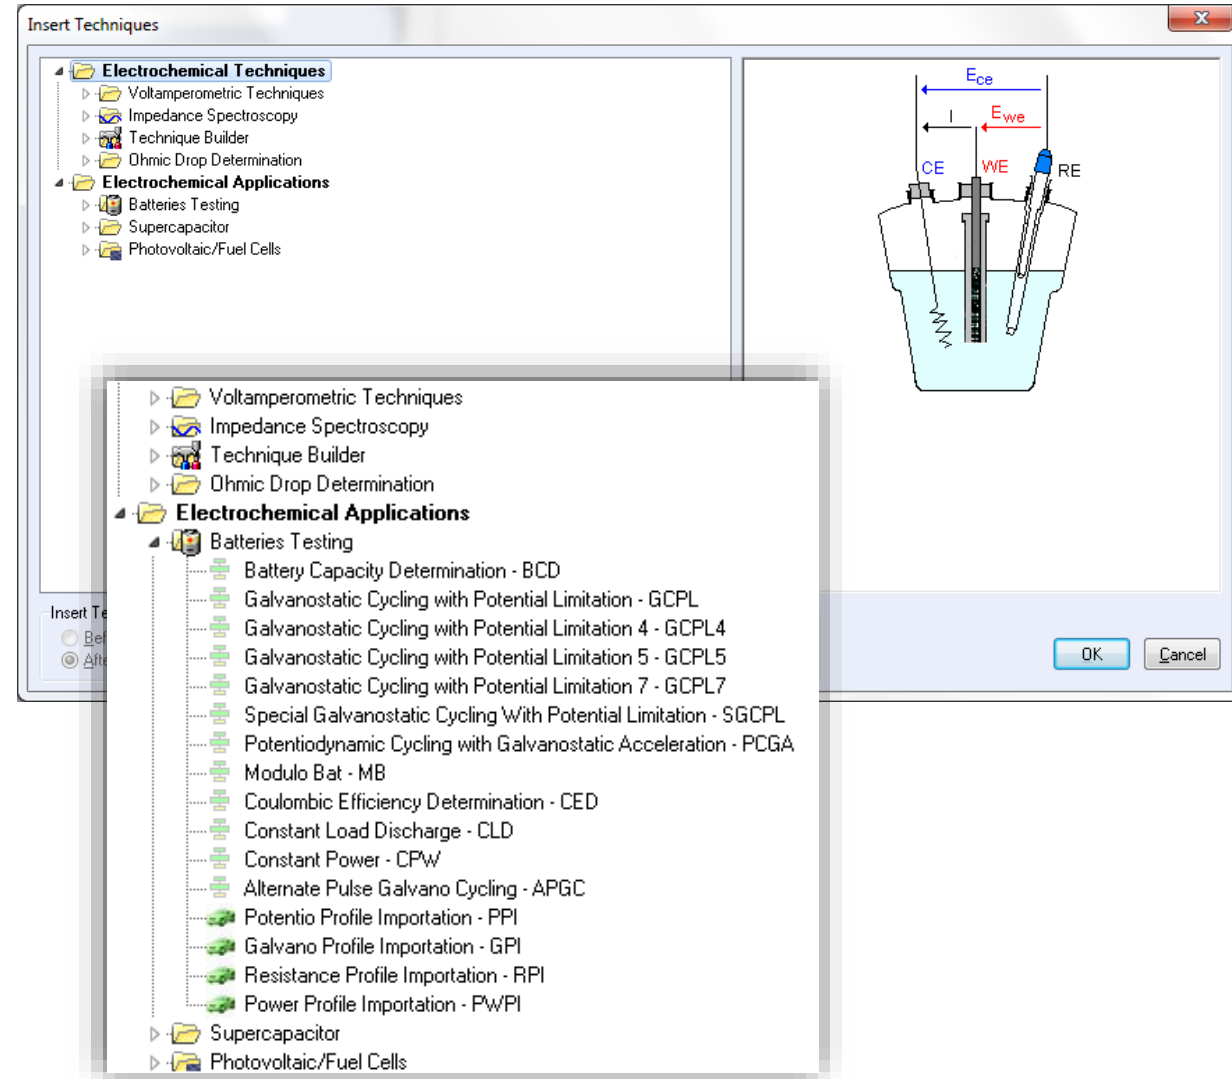 Insert Techniques
Electrochemical Techniques
Voltamperometric Techniques
Impedance Spectroscopy
Technique Builder
Ohmic Drop Determination
Electrochemical Applications
Batteries Testing
Supercapacitor
Photovoltaic/Fuel Cells
Ece
I
Ewe
CE
WE
RE
Voltamperometric Techniques
Impedance Spectroscopy
Technique Builder
Ohmic Drop Determination
Electrochemical Applications
Batteries Testing
Battery Capacity Determination - BCD
Galvanostatic Cycling with Potential Limitation - GCPL
Galvanostatic Cycling with Potential Limitation 4 - GCPL4
Galvanostatic Cycling with Potential Limitation 5 - GCPL5
Galvanostatic Cycling with Potential Limitation 7 - GCPL7
Special Galvanostatic Cycling With Potential Limitation - SGCPL
Potentiodynamic Cycling with Galvanostatic Acceleration - PCGA
Modulo Bat - MB
Coulombic Efficiency Determination - CED
Constant Load Discharge - CLD
Constant Power - CPW
Alternate Pulse Galvano Cycling - APGC
Potentio Profile Importation - PPI
Galvano Profile Importation - GPI
Resistance Profile Importation - RPI
Power Profile Importation - PWPI
Supercapacitor
Photovoltaic/Fuel Cells
Insert Te
Bef
Afte
OK
Cancel